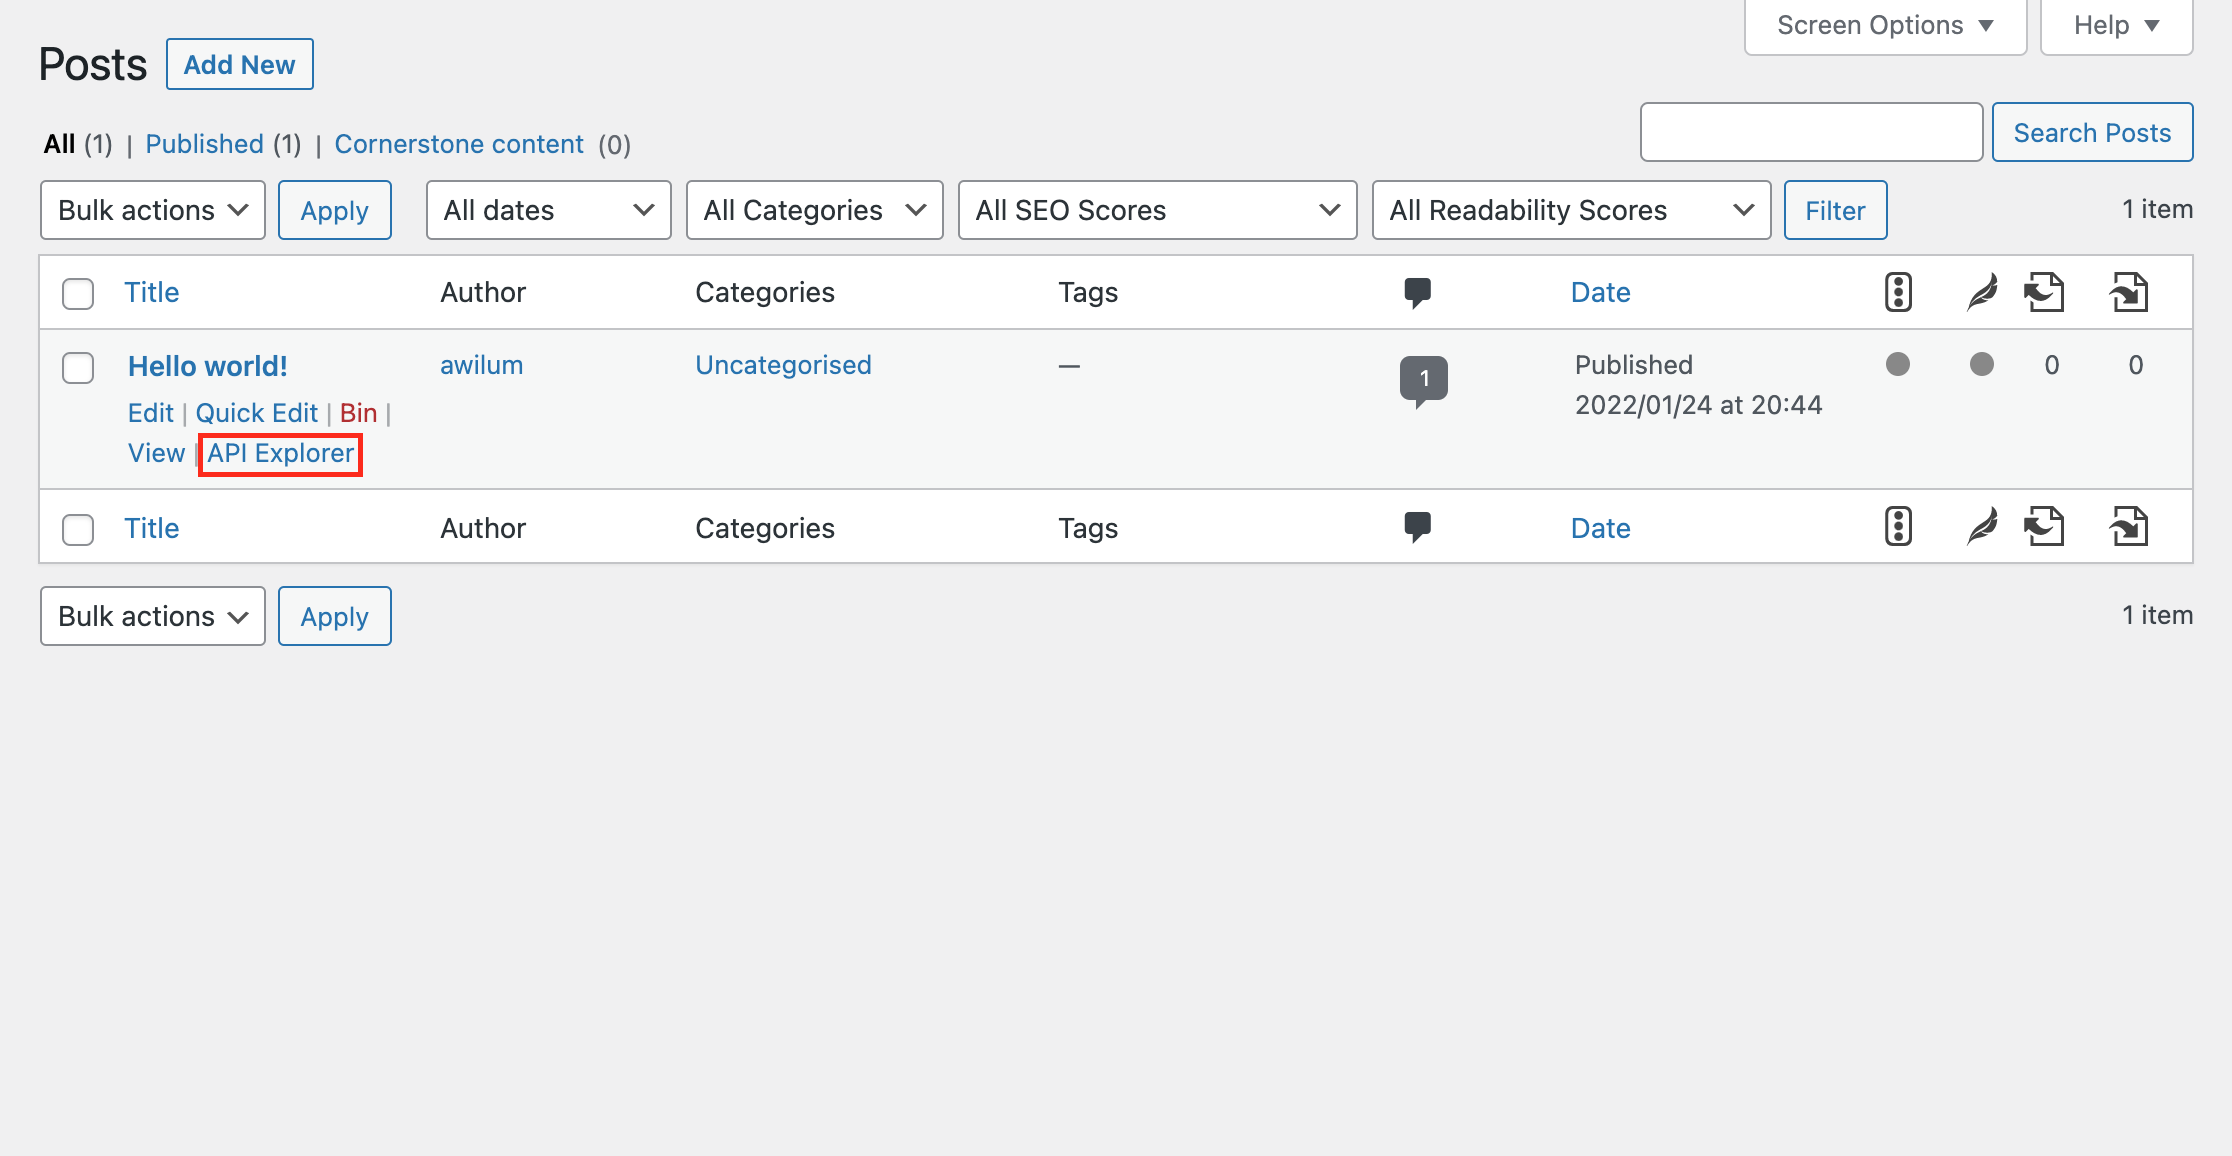 Screen Options ▼ Help ▼
Posts Add New
Search Posts
All (1) | Published (1) | Cornerstone content (0)
Bulk actions Apply All dates All Categories All SEO Scores All Readability Scores Filter 1 item
Title Author Categories Tags Date
Hello world! awilum Uncategorised — 1 Published 0 0
2022/01/24 at 20:44
Edit | Quick Edit | Bin |
View | API Explorer
Title Author Categories Tags Date
Bulk actions Apply 1 item